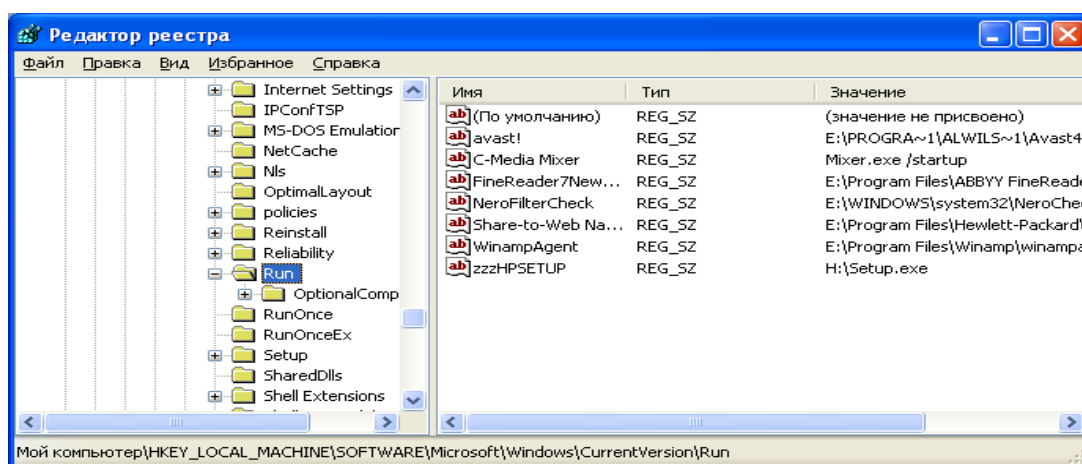 Редактор реестра
Файл Правка Вид Избранное Справка
Internet Settings
IPConfTSP
MS-DOS Emulation
NetCache
Nls
OptimalLayout
policies
Reinstall
Reliability
Run
OptionalComp
RunOnce
RunOnceEx
Setup
SharedDlls
Shell Extensions
Имя Тип Значение
(По умолчанию) REG_SZ (значение не присвоено)
avast! REG_SZ E:\PROGRA~1\ALWILS~1\Avast4
C-Media Mixer REG_SZ Mixer.exe /startup
FineReader7New... REG_SZ E:\Program Files\ABBYY FineReade
NeroFilterCheck REG_SZ E:\WINDOWS\system32\NeroChe
Share-to-Web Na... REG_SZ E:\Program Files\Hewlett-Packard\
WinampAgent REG_SZ E:\Program Files\Winamp\winampa
zzzHPSETUP REG_SZ H:\Setup.exe
Мой компьютер\HKEY_LOCAL_MACHINE\SOFTWARE\Microsoft\Windows\CurrentVersion\Run